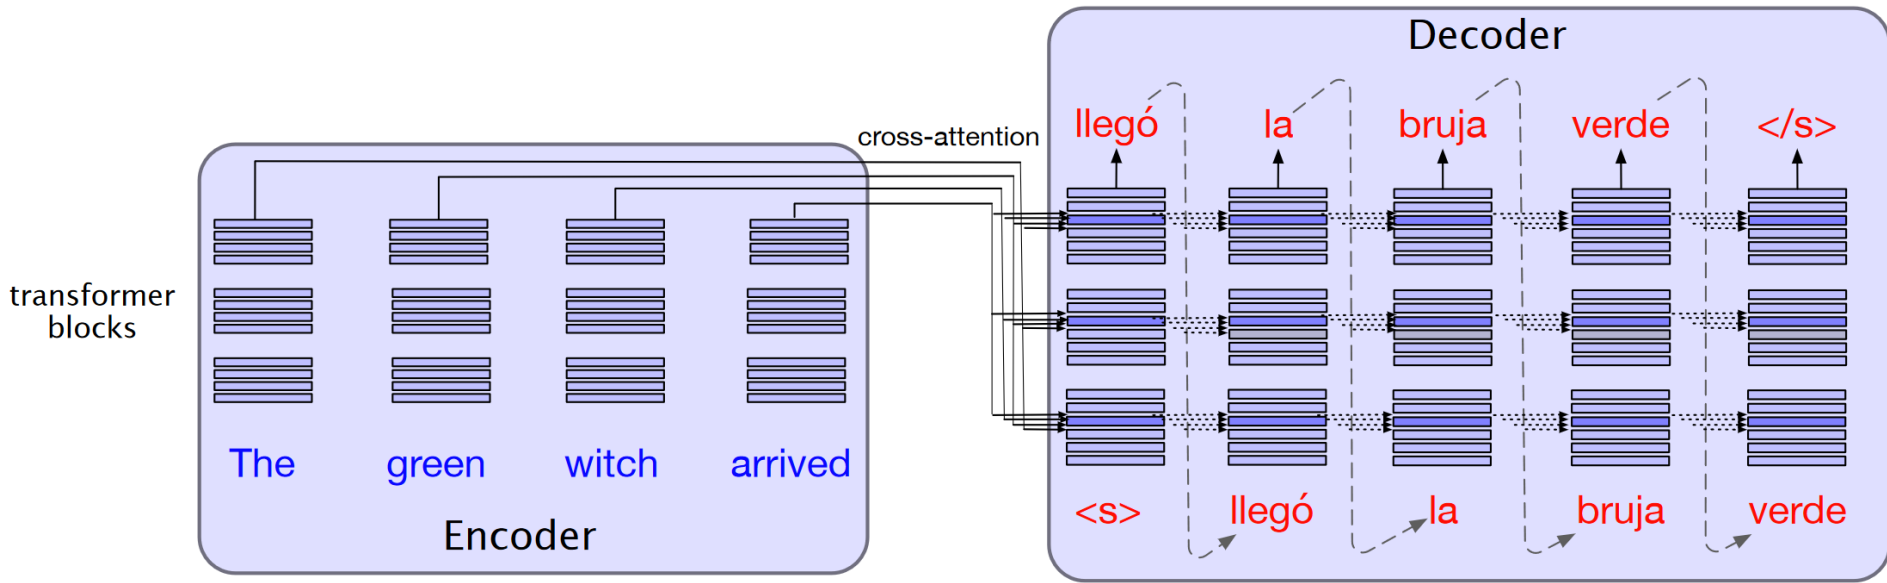 Decoder
llegó la bruja verde </s>
cross-attention
transformer
blocks
The green witch arrived
Encoder
<s> llegó la bruja verde